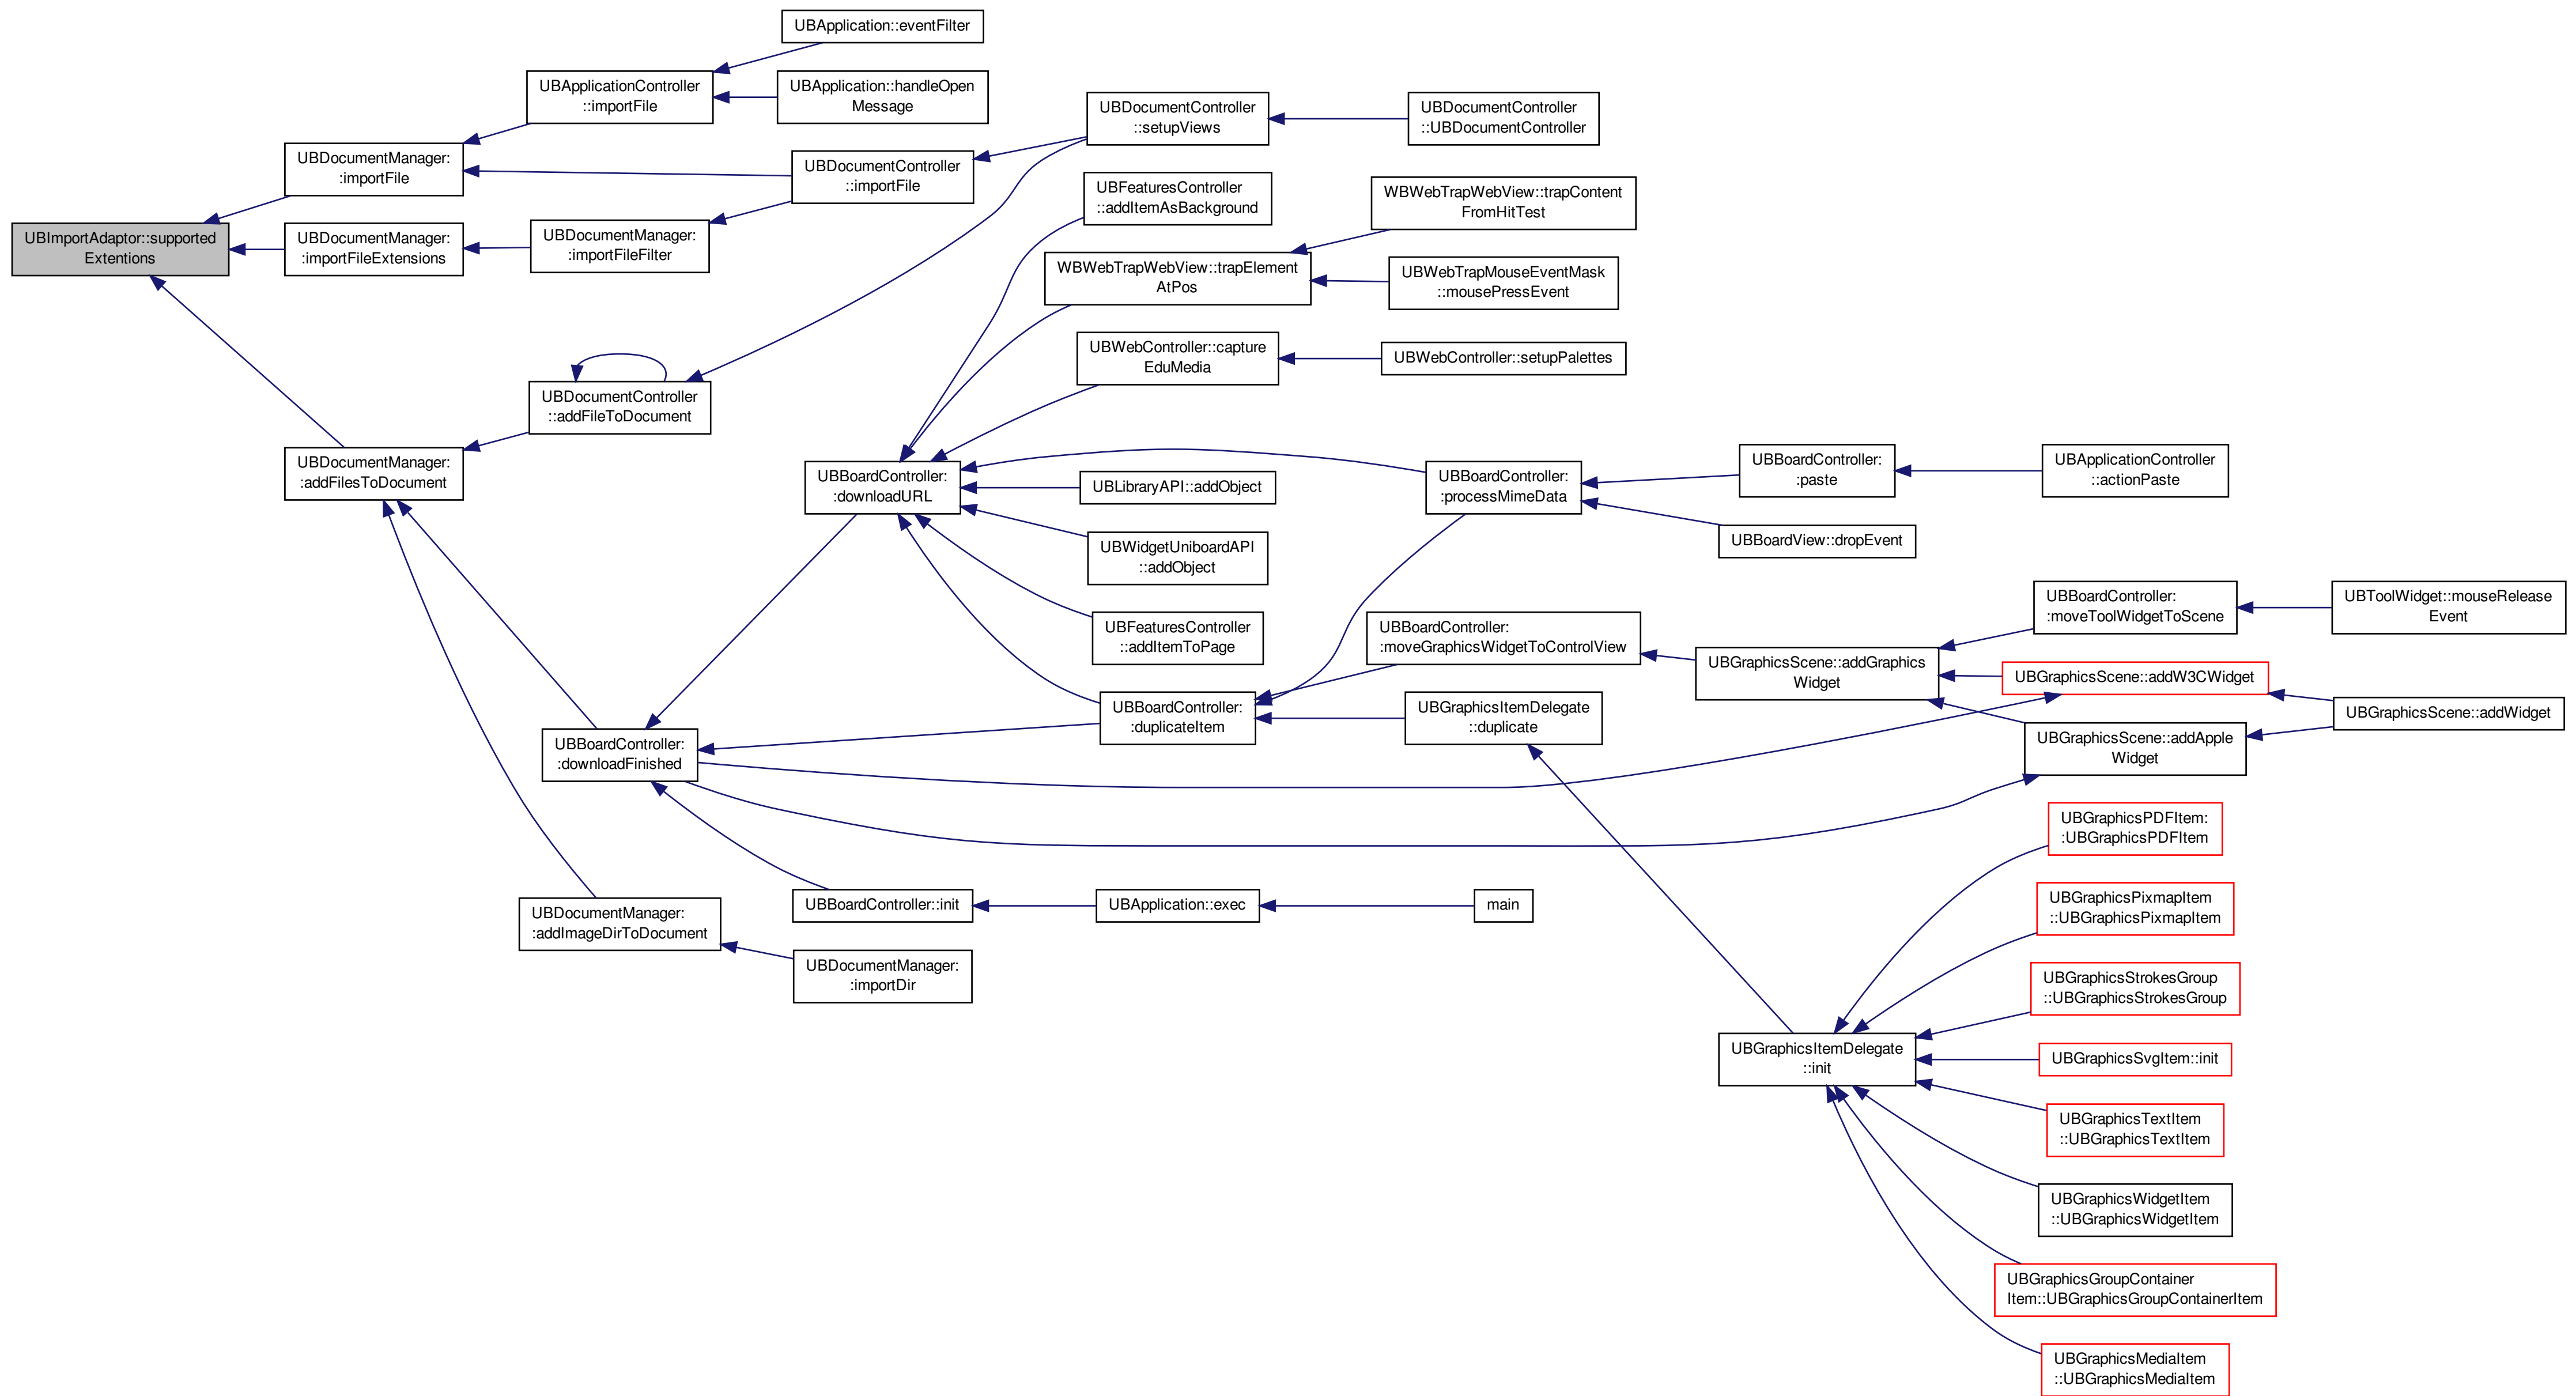 UBApplication::eventFilter
UBApplicationController
::importFile
UBApplication::handleOpen
Message
UBDocumentController
::setupViews
UBDocumentController
::UBDocumentController
UBDocumentManager:
:importFile
UBDocumentController
::importFile
UBFeaturesController
::addItemAsBackground
WBWebTrapWebView::trapContent
FromHitTest
UBImportAdaptor::supported
Extentions
UBDocumentManager:
:importFileExtensions
UBDocumentManager:
:importFileFilter
WBWebTrapWebView::trapElement
AtPos
UBWebTrapMouseEventMask
::mousePressEvent
UBWebController::capture
EduMedia
UBWebController::setupPalettes
UBDocumentController
::addFileToDocument
UBDocumentManager:
:addFilesToDocument
UBBoardController:
:downloadURL
UBLibraryAPI::addObject
UBBoardController:
:processMimeData
UBBoardController:
:paste
UBApplicationController
::actionPaste
UBWidgetUniboardAPI
::addObject
UBBoardView::dropEvent
UBFeaturesController
::addItemToPage
UBBoardController:
:moveGraphicsWidgetToControlView
UBBoardController:
:moveToolWidgetToScene
UBToolWidget::mouseRelease
Event
UBGraphicsScene::addGraphics
Widget
UBGraphicsScene::addW3CWidget
UBBoardController:
:duplicateItem
UBGraphicsItemDelegate
::duplicate
UBGraphicsScene::addWidget
UBBoardController:
:downloadFinished
UBGraphicsScene::addApple
Widget
UBGraphicsPDFItem:
:UBGraphicsPDFItem
UBDocumentManager:
:addImageDirToDocument
UBBoardController::init
UBApplication::exec
main
UBGraphicsPixmapItem
::UBGraphicsPixmapItem
UBDocumentManager:
:importDir
UBGraphicsStrokesGroup
::UBGraphicsStrokesGroup
UBGraphicsItemDelegate
::init
UBGraphicsSvgItem::init
UBGraphicsTextItem
::UBGraphicsTextItem
UBGraphicsWidgetItem
::UBGraphicsWidgetItem
UBGraphicsGroupContainer
Item::UBGraphicsGroupContainerItem
UBGraphicsMediaItem
::UBGraphicsMediaItem